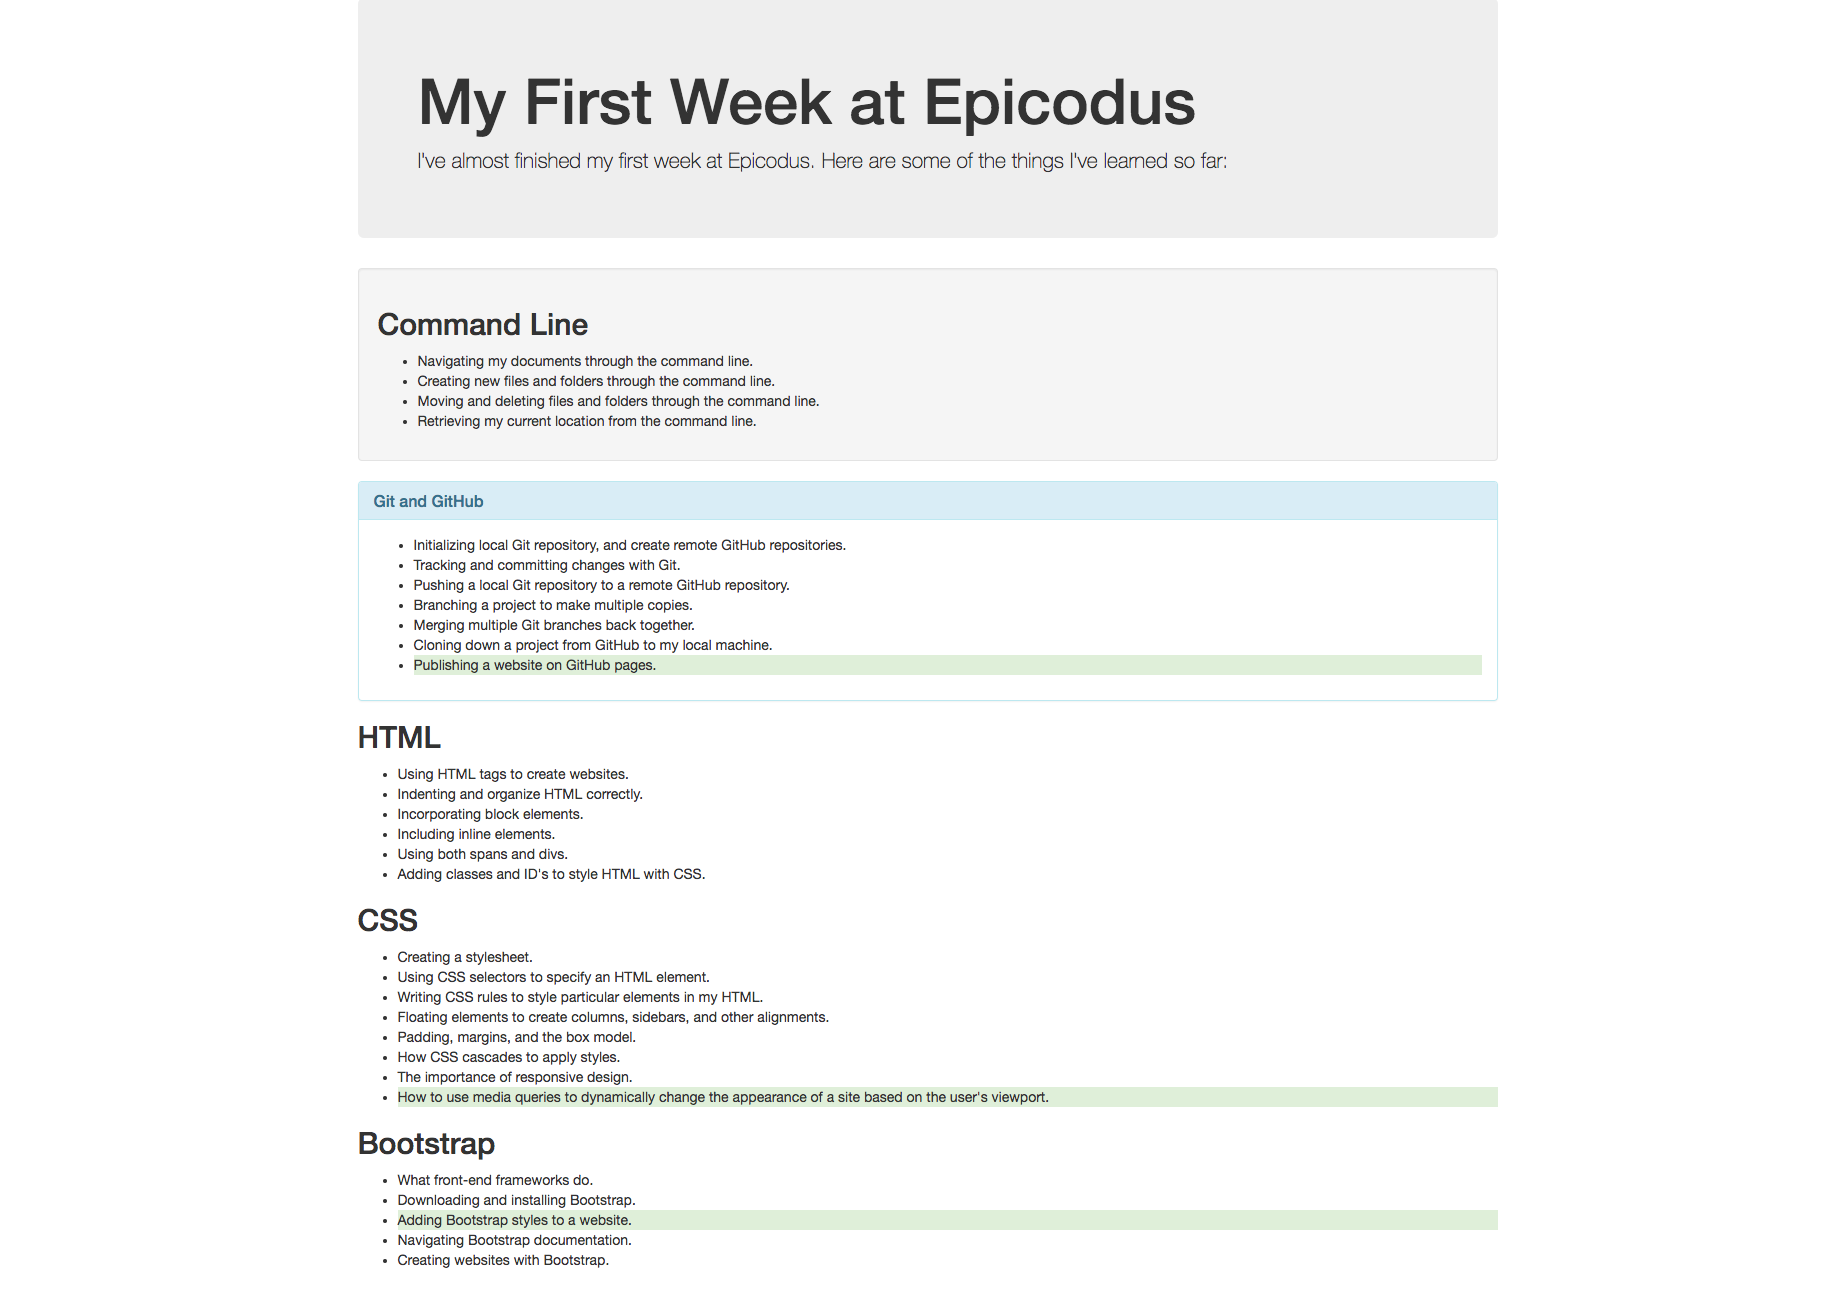 My First Week at Epicodus
I've almost finished my first week at Epicodus. Here are some of the things I've learned so far:
Command Line
Navigating my documents through the command line.
Creating new files and folders through the command line.
Moving and deleting files and folders through the command line.
Retrieving my current location from the command line.
Git and GitHub
Initializing local Git repository, and create remote GitHub repositories.
Tracking and committing changes with Git.
Pushing a local Git repository to a remote GitHub repository.
Branching a project to make multiple copies.
Merging multiple Git branches back together.
Cloning down a project from GitHub to my local machine.
Publishing a website on GitHub pages.
HTML
Using HTML tags to create websites.
Indenting and organize HTML correctly.
Incorporating block elements.
Including inline elements.
Using both spans and divs.
Adding classes and ID's to style HTML with CSS.
CSS
Creating a stylesheet.
Using CSS selectors to specify an HTML element.
Writing CSS rules to style particular elements in my HTML.
Floating elements to create columns, sidebars, and other alignments.
Padding, margins, and the box model.
How CSS cascades to apply styles.
The importance of responsive design.
How to use media queries to dynamically change the appearance of a site based on the user's viewport.
Bootstrap
What front-end frameworks do.
Downloading and installing Bootstrap.
Adding Bootstrap styles to a website.
Navigating Bootstrap documentation.
Creating websites with Bootstrap.